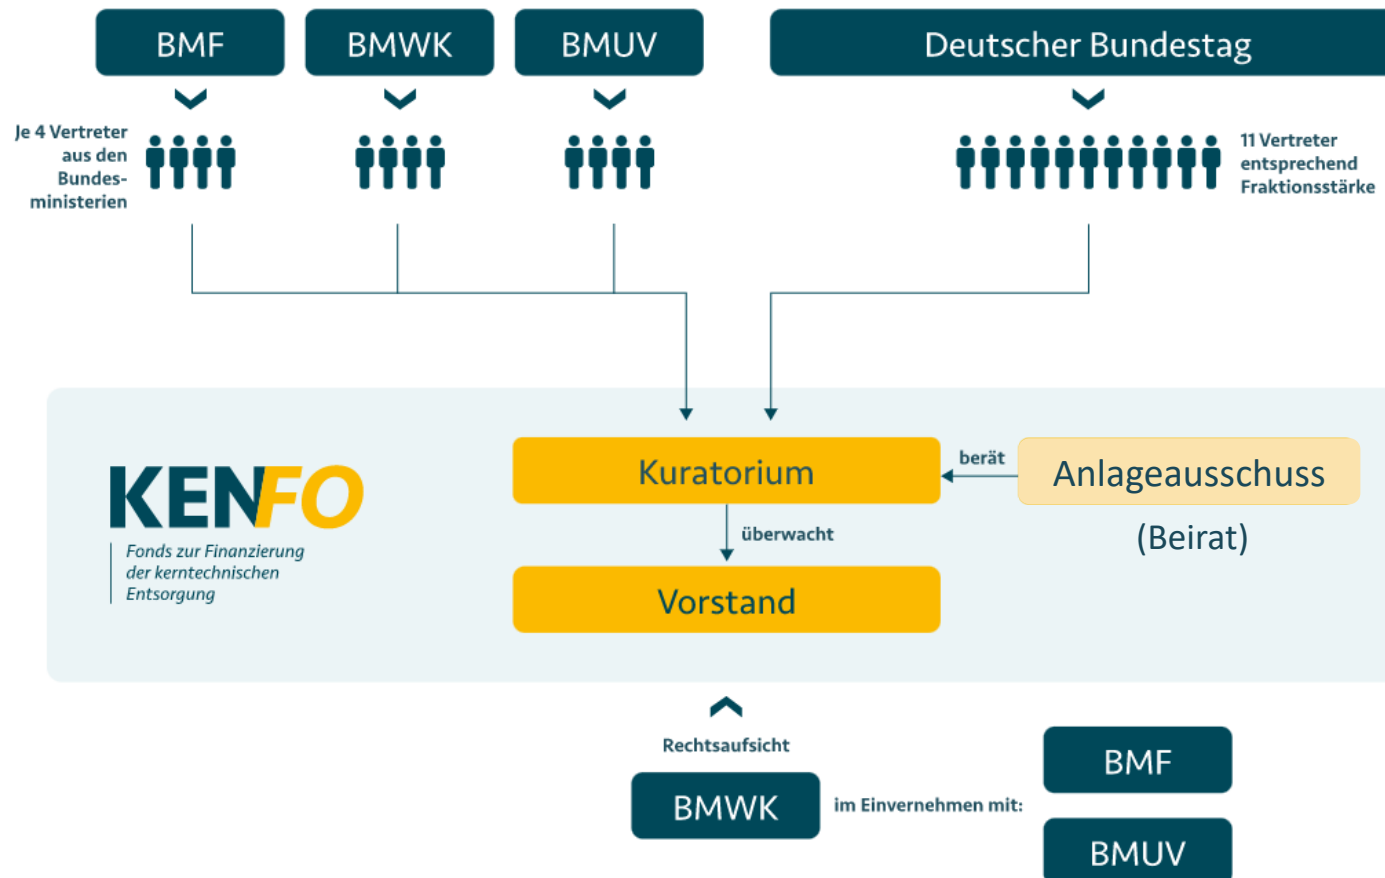 BMF
BMWK
BMUV
Deutscher Bundestag
Je 4 Vertreter
aus den
Bundes-
ministerien
11 Vertreter
entsprechend
Fraktionsstärke
KENFO
Fonds zur Finanzierung
der kerntechnischen
Entsorgung
Kuratorium
berät
Anlageausschuss
(Beirat)
überwacht
Vorstand
Rechtsaufsicht
BMWK
im Einvernehmen mit:
BMF
BMUV